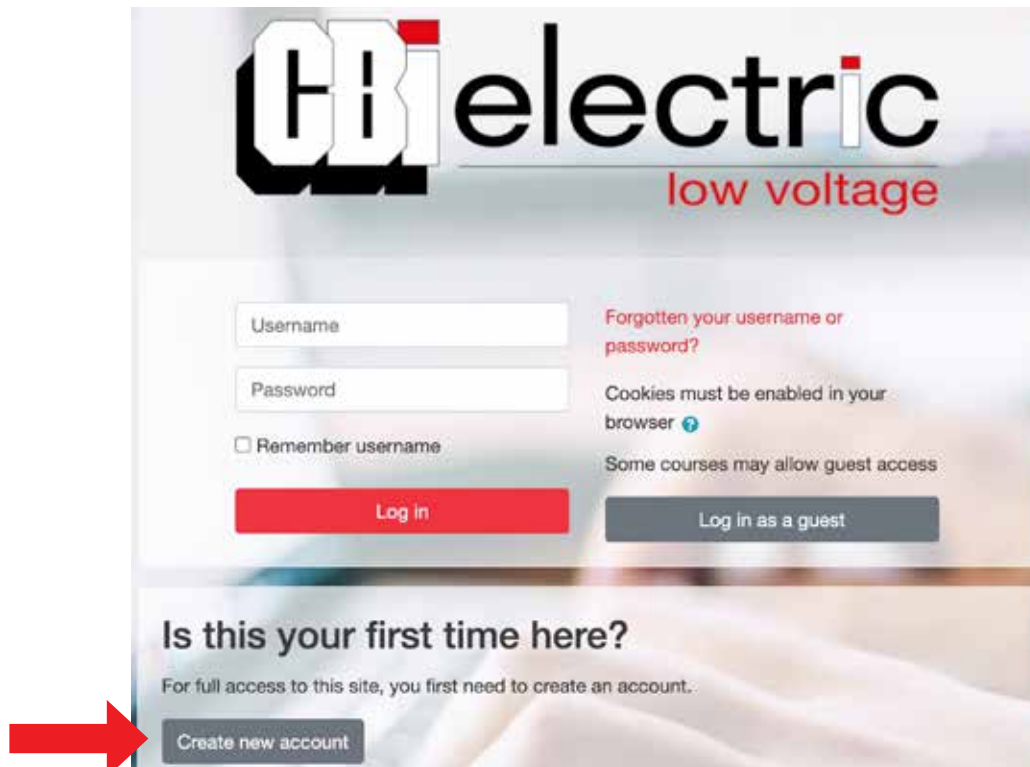 CBi electric
low voltage
Username
Password
Remember username
Log in
Forgotten your username or
password?
Cookies must be enabled in your
browser ?
Some courses may allow guest access
Log in as a guest
Is this your first time here?
For full access to this site, you first need to create an account.
Create new account